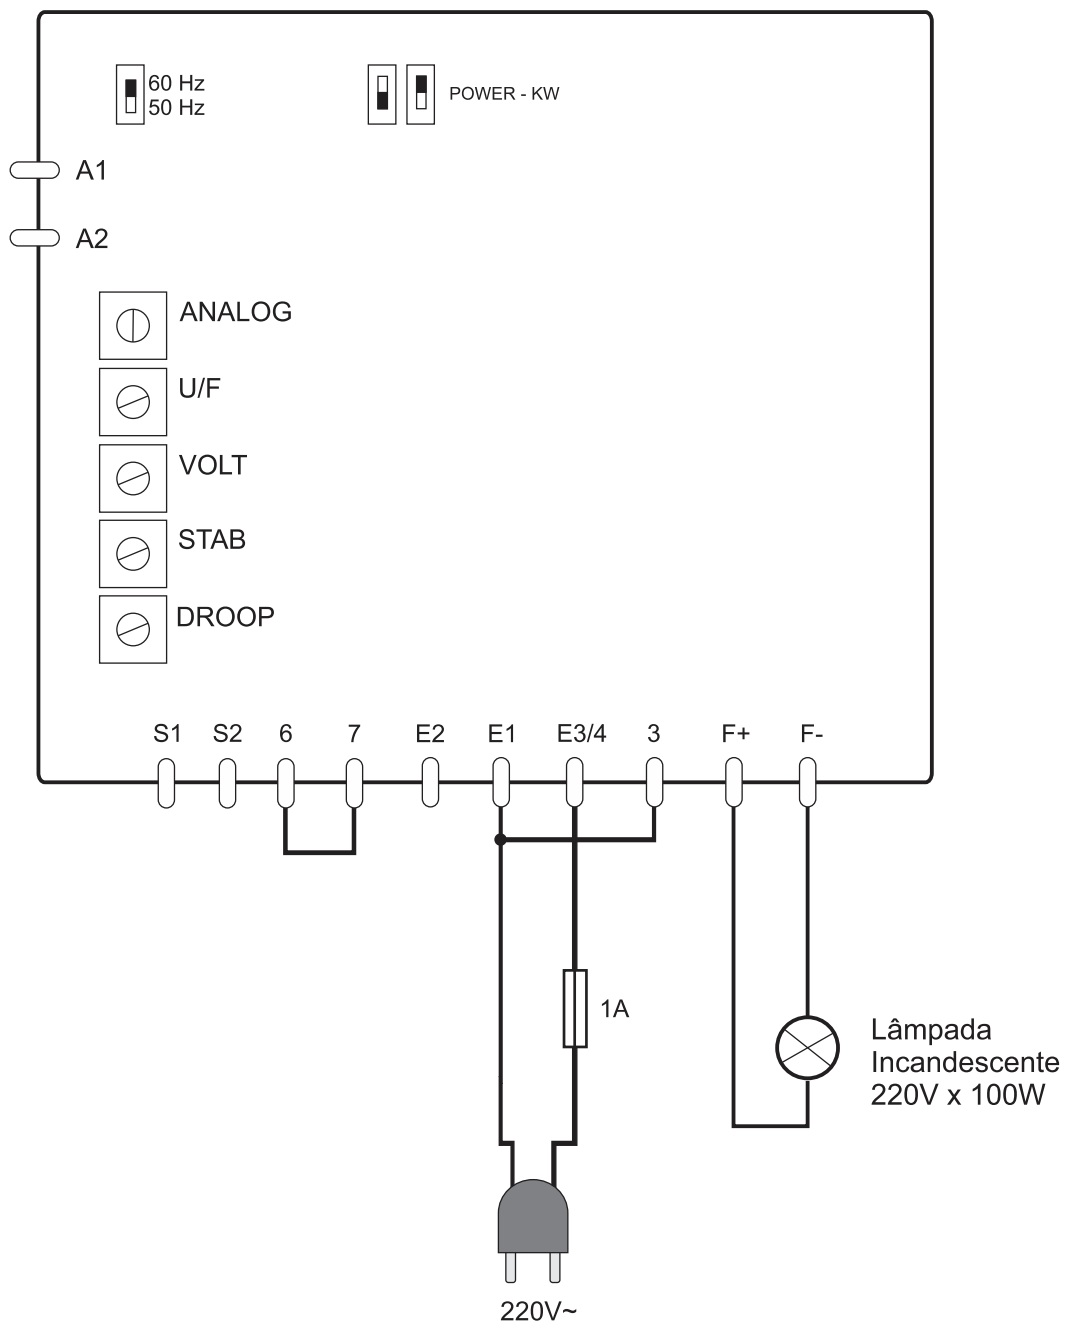 60 Hz
50 Hz
POWER - KW
A1
A2
ANALOG
U/F
VOLT
STAB
DROOP
S1 S2 6 7 E2 E1 E3/4 3 F+ F-
1A
Lâmpada
Incandescente
220V x 100W
220V~